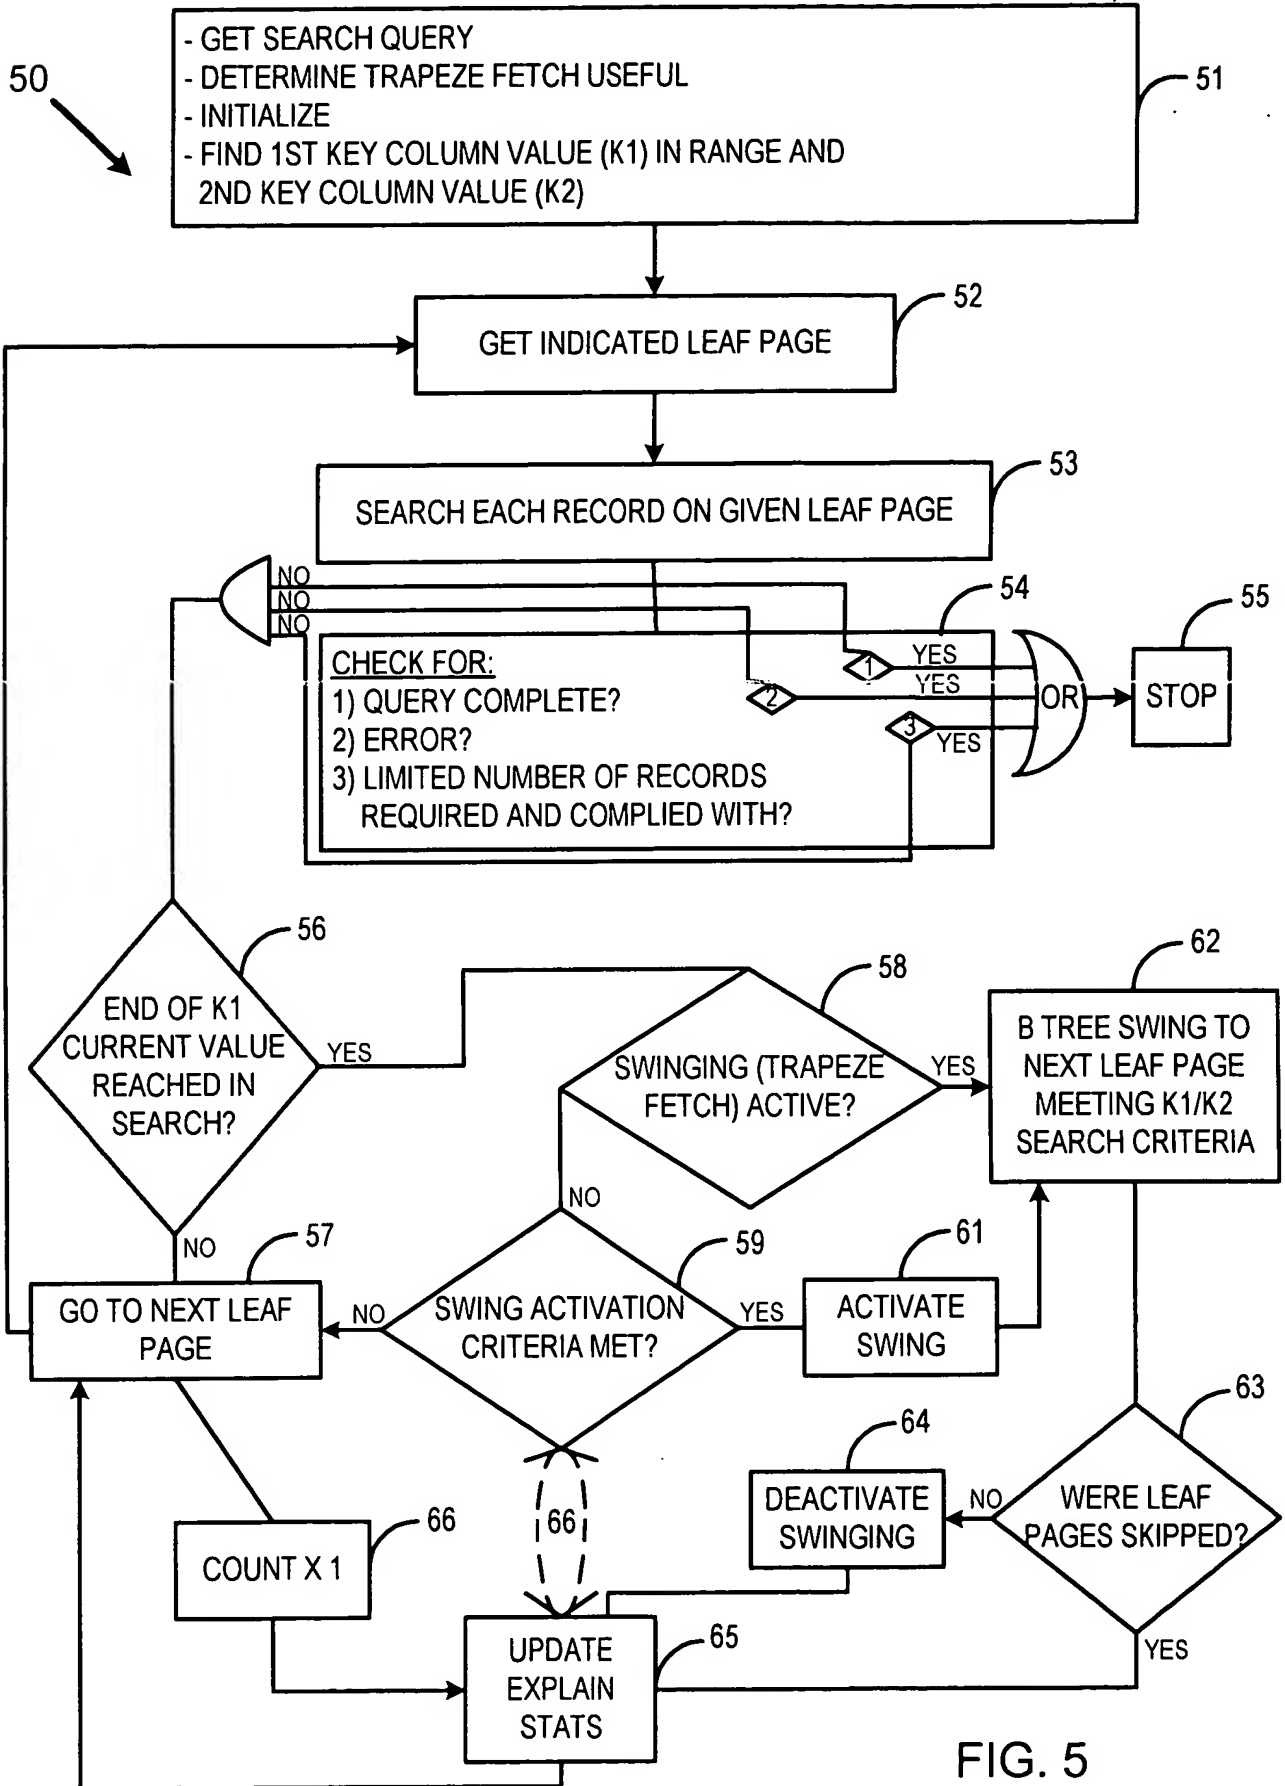 50
- GET SEARCH QUERY
- DETERMINE TRAPEZE FETCH USEFUL
- INITIALIZE
- FIND 1ST KEY COLUMN VALUE (K1) IN RANGE AND
2ND KEY COLUMN VALUE (K2)
51
52
GET INDICATED LEAF PAGE
53
SEARCH EACH RECORD ON GIVEN LEAF PAGE
NO
NO
NO
54
55
CHECK FOR:
1) QUERY COMPLETE?
2) ERROR?
3) LIMITED NUMBER OF RECORDS
REQUIRED AND COMPLIED WITH?
1
YES
2
YES
3
YES
OR
STOP
56
END OF K1
CURRENT VALUE
REACHED IN
SEARCH?
YES
NO
58
SWINGING (TRAPEZE
FETCH) ACTIVE?
YES
NO
62
B TREE SWING TO
NEXT LEAF PAGE
MEETING K1/K2
SEARCH CRITERIA
57
GO TO NEXT LEAF
PAGE
NO
59
SWING ACTIVATION
CRITERIA MET?
YES
61
ACTIVATE
SWING
63
WERE LEAF
PAGES SKIPPED?
NO
YES
64
DEACTIVATE
SWINGING
66
COUNT X 1
66
65
UPDATE
EXPLAIN
STATS
FIG. 5